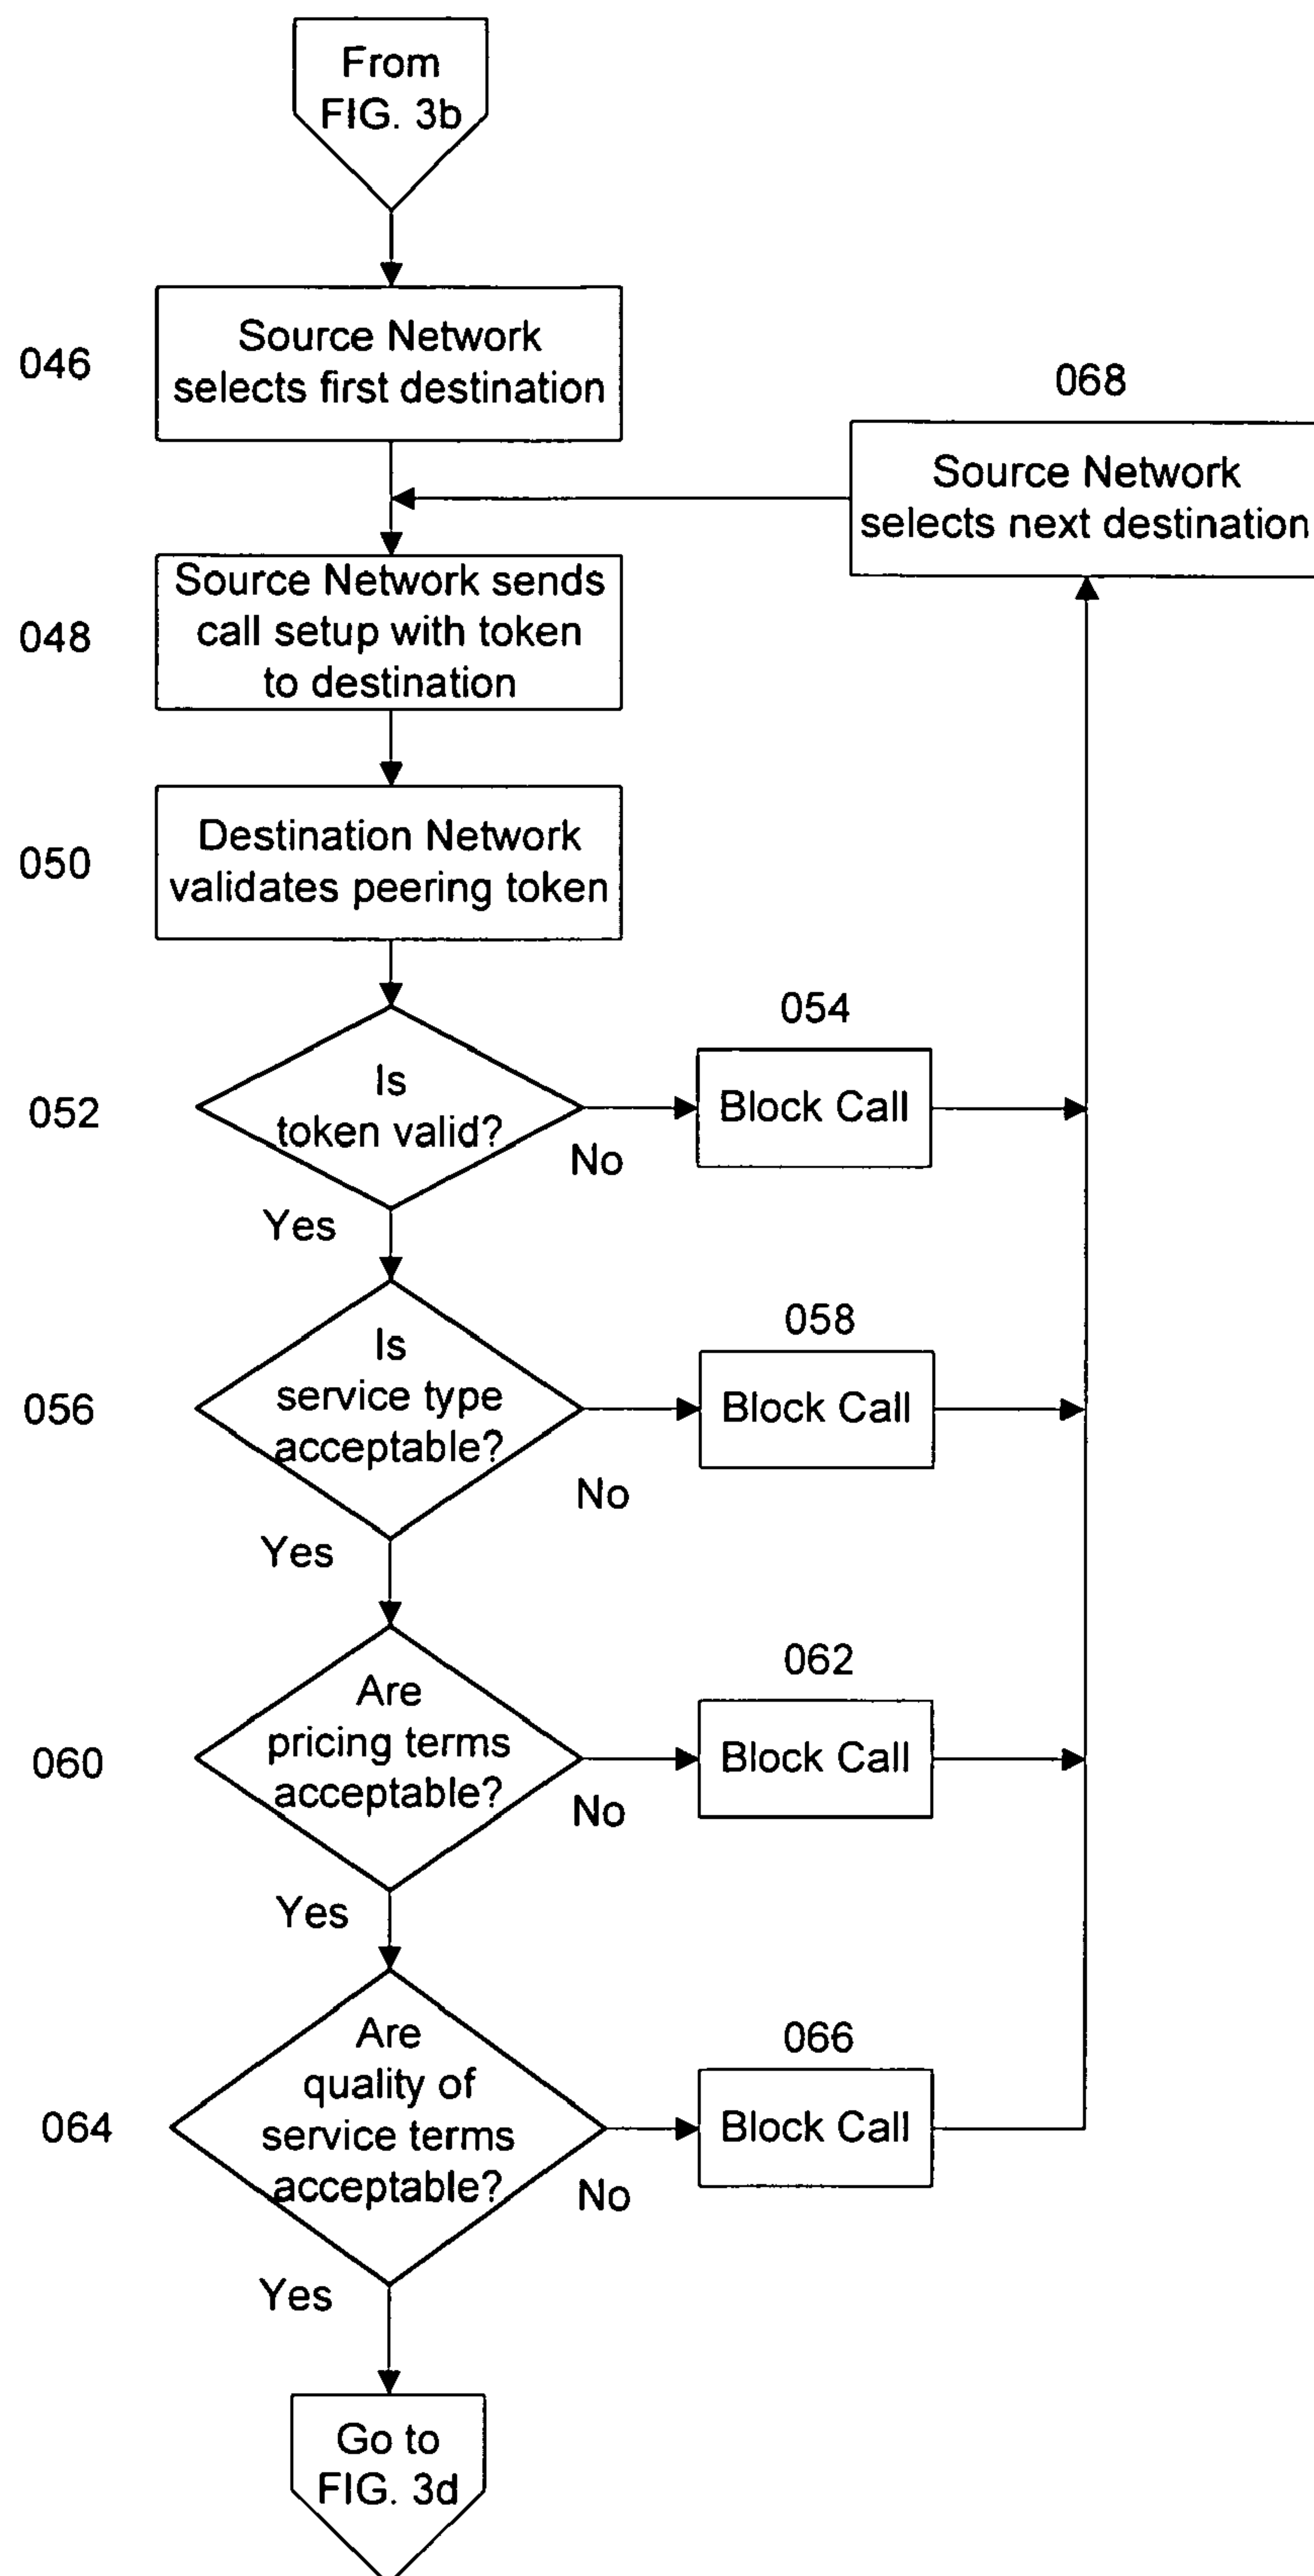 From
FIG. 3b
046
Source Network
selects first destination
068
Source Network
selects next destination
048
Source Network sends
call setup with token
to destination
050
Destination Network
validates peering token
052
Is
token valid?
No
054
Block Call
Yes
056
Is
service type
acceptable?
No
058
Block Call
Yes
060
Are
pricing terms
acceptable?
No
062
Block Call
Yes
064
Are
quality of
service terms
acceptable?
No
066
Block Call
Yes
Go to
FIG. 3d